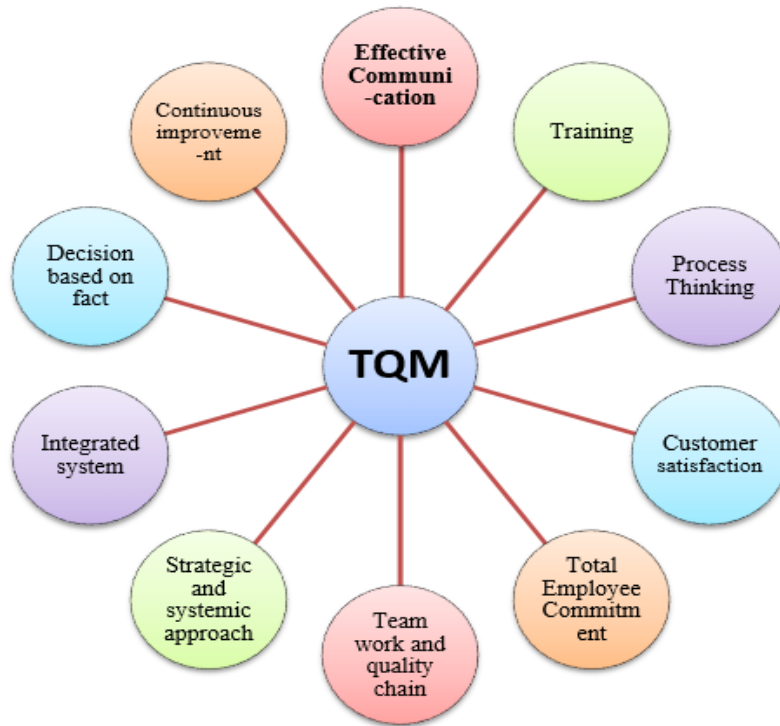 Effective
Communi
-cation
Training
Process
Thinking
Customer
satisfaction
Total
Employee
Commitm
ent
Team
work and
quality
chain
Strategic
and
systemic
approach
Integrated
system
Decision
based on
fact
Continuous
improveme
-nt
TQM